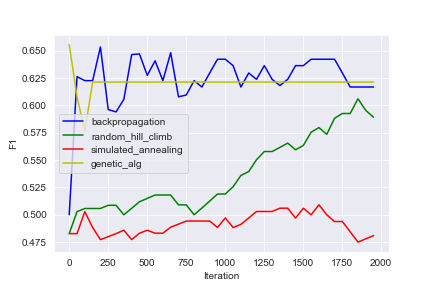 0.650
0.625
0.600
0.575
0.550
0.525
0.500
0.475
F1
backpropagation
random_hill_climb
simulated_annealing
genetic_alg
0 250 500 750 1000 1250 1500 1750 2000
Iteration